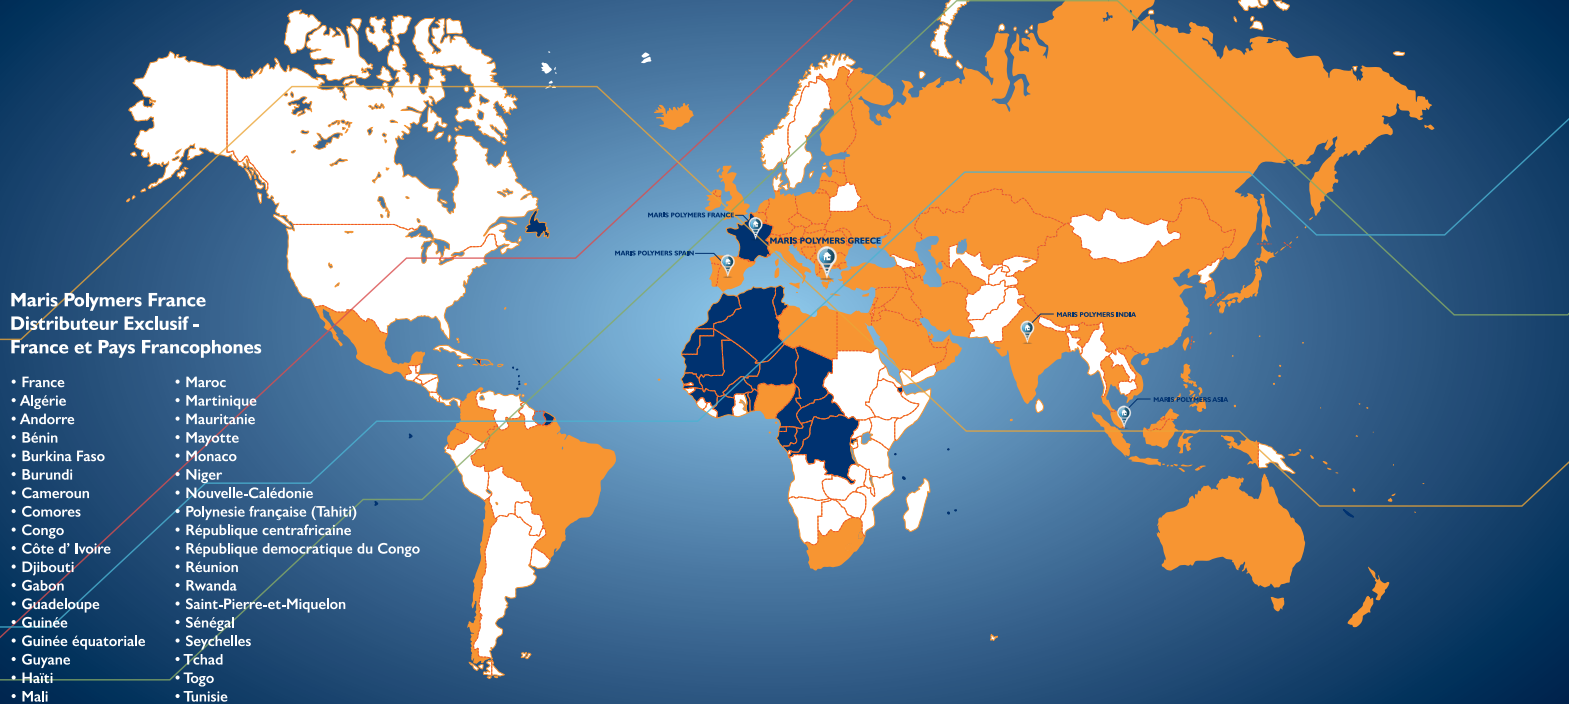 MARIS POLYMERS FRANCE
MARIS POLYMERS GREECE
MARIS POLYMERS SPAIN
MARIS POLYMERS INDIA
MARIS POLYMERS ASIA
Maris Polymers France
Distributeur Exclusif -
France et Pays Francophones
• France
• Algérie
• Andorre
• Bénin
• Burkina Faso
• Burundi
• Cameroun
• Comores
• Congo
• Côte d' Ivoire
• Djibouti
• Gabon
• Guadeloupe
• Guinée
• Guinée équatoriale
• Guyane
• Haïti
• Mali
• Maroc
• Martinique
• Mauritanie
• Mayotte
• Monaco
• Niger
• Nouvelle-Calédonie
• Polynesie française (Tahiti)
• République centrafricaine
• République democratique du Congo
• Réunion
• Rwanda
• Saint-Pierre-et-Miquelon
• Sénégal
• Seychelles
• Tchad
• Togo
• Tunisie